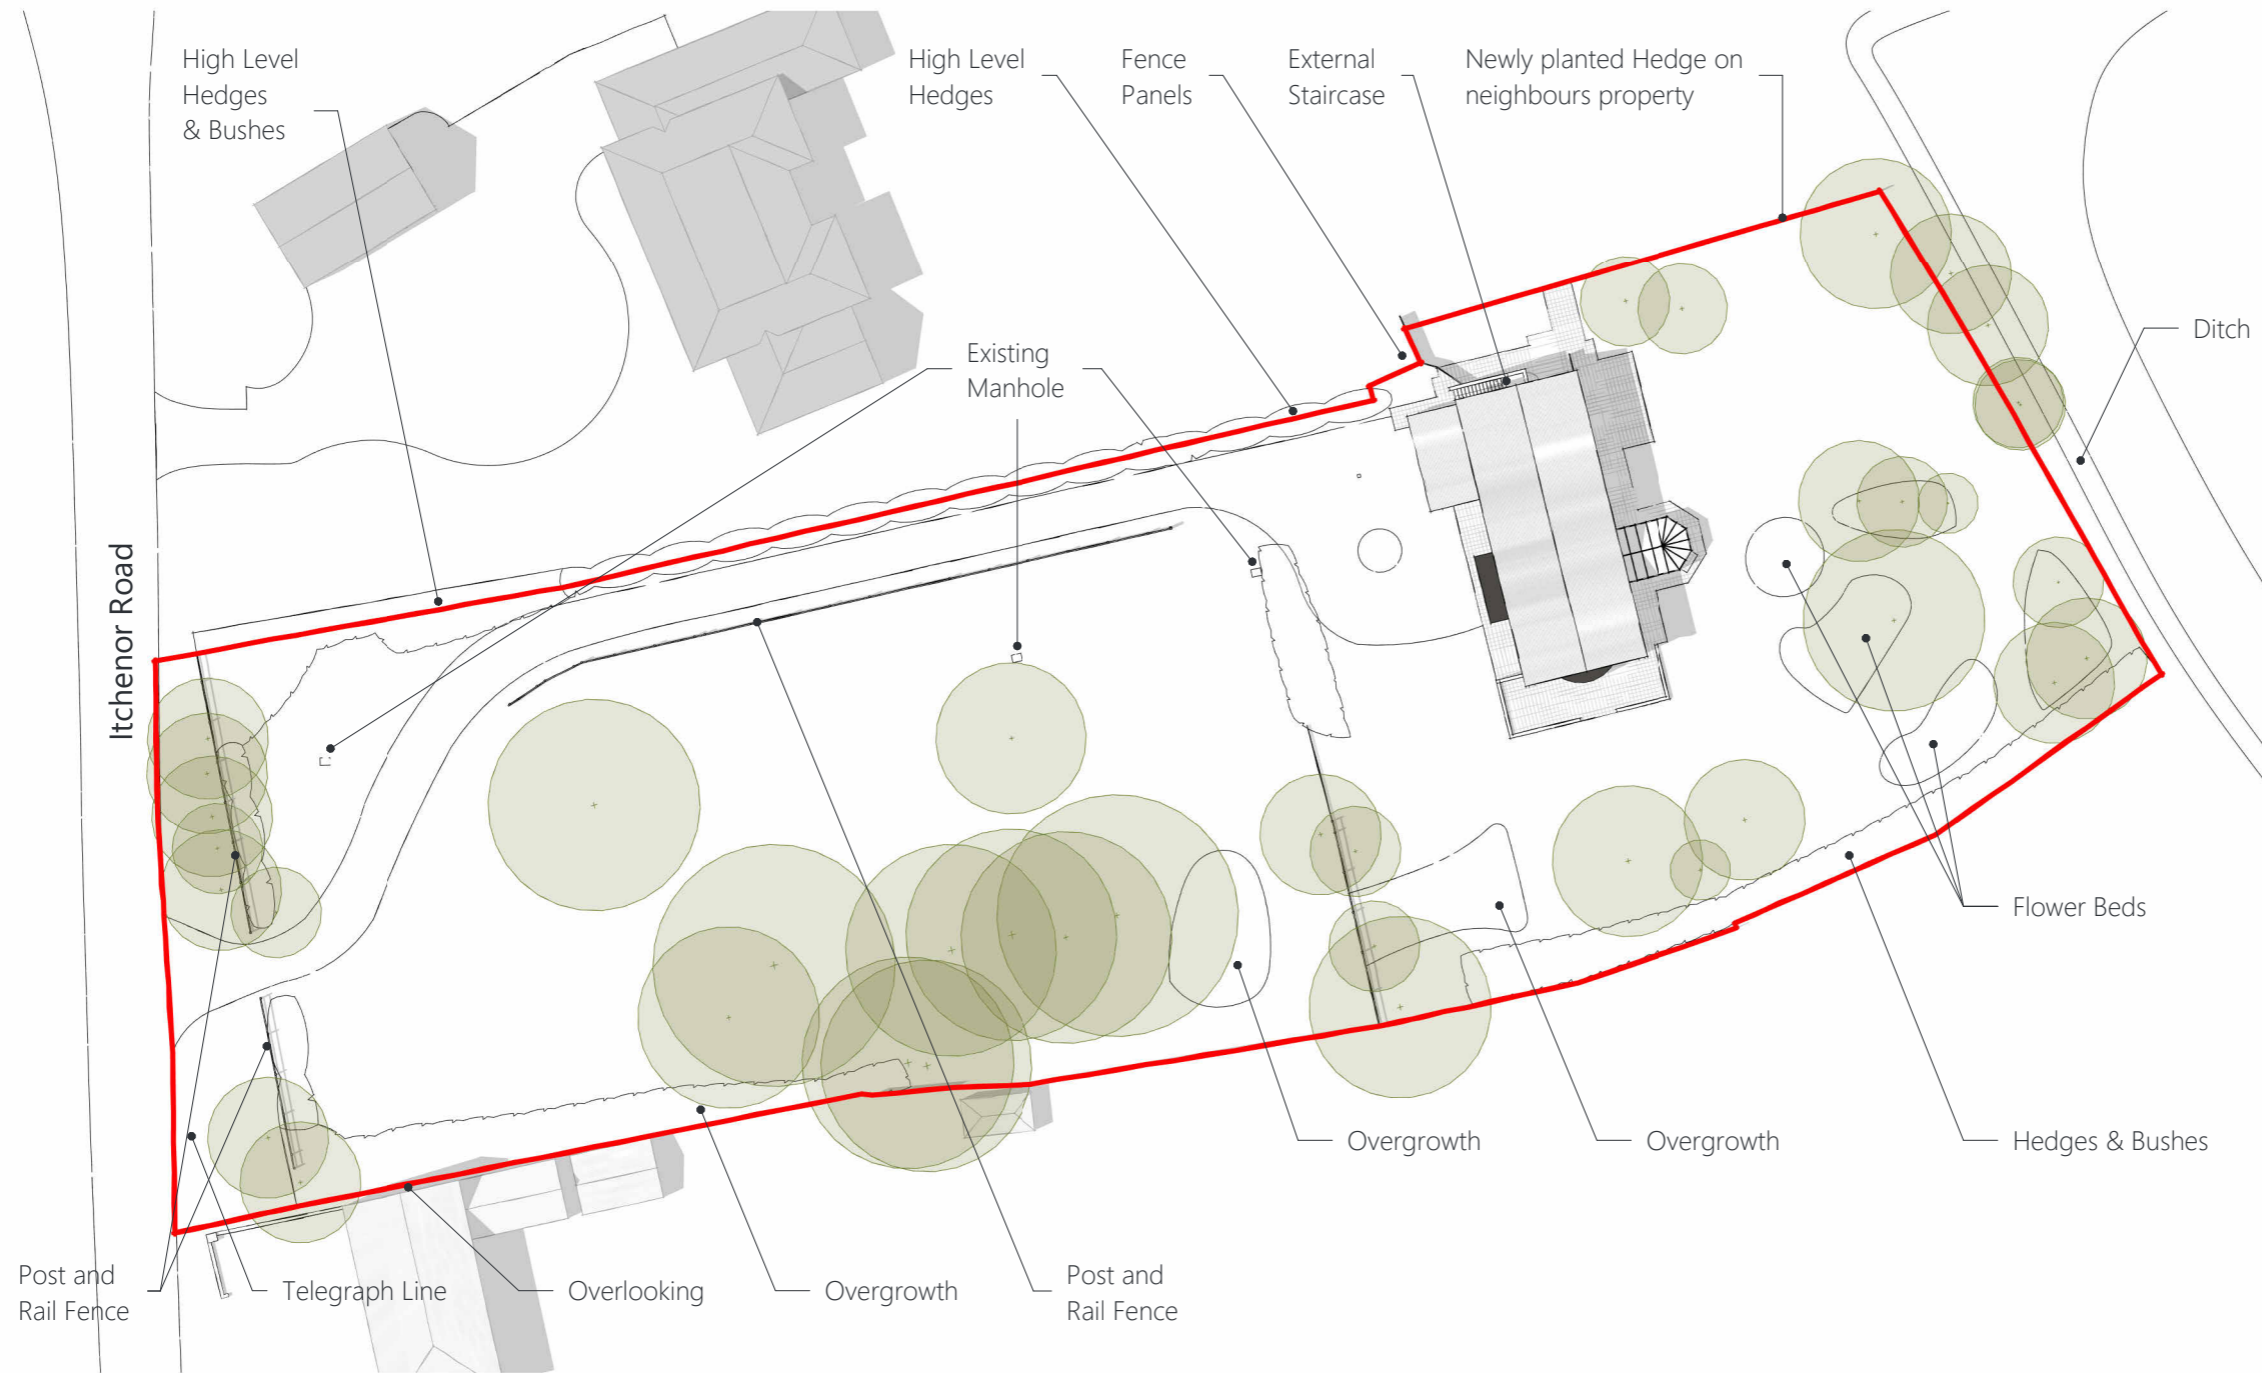 High Level
Hedges
& Bushes
High Level
Hedges
Fence
Panels
External
Staircase
Newly planted Hedge on
neighbours property
Existing
Manhole
Ditch
Itchenor Road
Flower Beds
Overgrowth
Overgrowth
Hedges & Bushes
Post and
Rail Fence
Telegraph Line
Overlooking
Overgrowth
Post and
Rail Fence